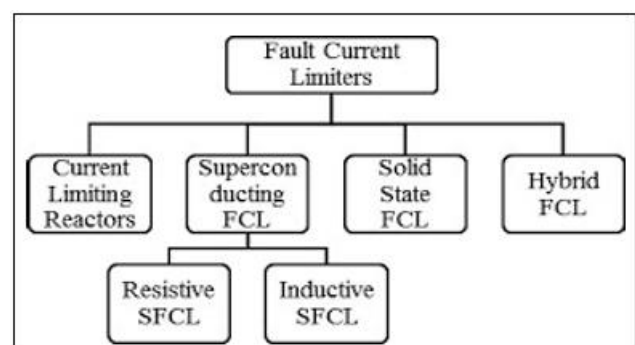 Fault Current
Limiters
Current
Limiting
Reactors
Supercon
ducting
FCL
Solid
State
FCL
Hybrid
FCL
Resistive
SFCL
Inductive
SFCL